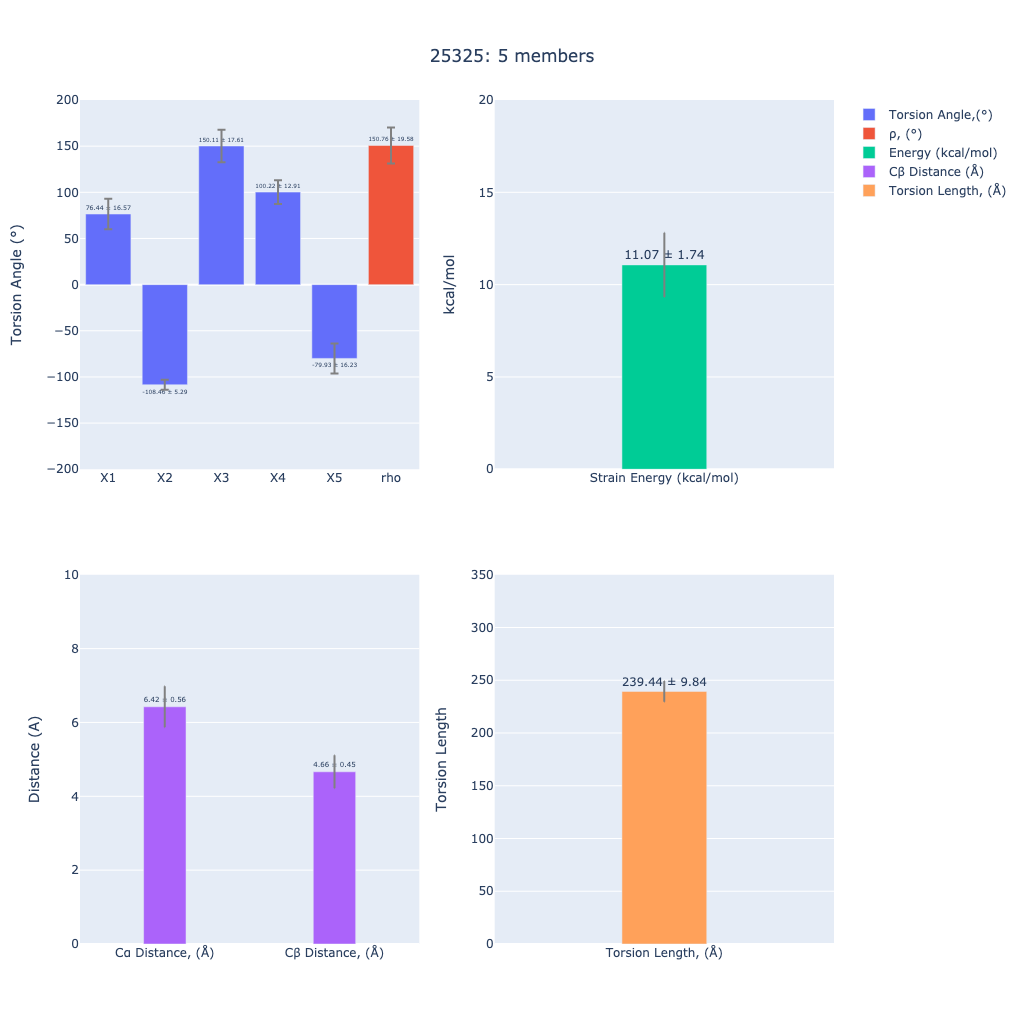 25325: 5 members
200
150
100
50
0
−50
−100
−150
−200
Torsion Angle (°)
76.44 ± 16.57
-108.46 ± 5.29
150.11 ± 17.61
100.22 ± 12.91
-79.93 ± 16.23
150.76 ± 19.58
X1 X2 X3 X4 X5 rho
20
15
10
5
0
kcal/mol
11.07 ± 1.74
Strain Energy (kcal/mol)
Torsion Angle,(°)
ρ, (°)
Energy (kcal/mol)
Cβ Distance (Å)
Torsion Length, (Å)
10
8
6
4
2
0
Distance (A)
6.42 ± 0.56
4.66 ± 0.45
Cα Distance, (Å) Cβ Distance, (Å)
350
300
250
200
150
100
50
0
Torsion Length
239.44 ± 9.84
Torsion Length, (Å)